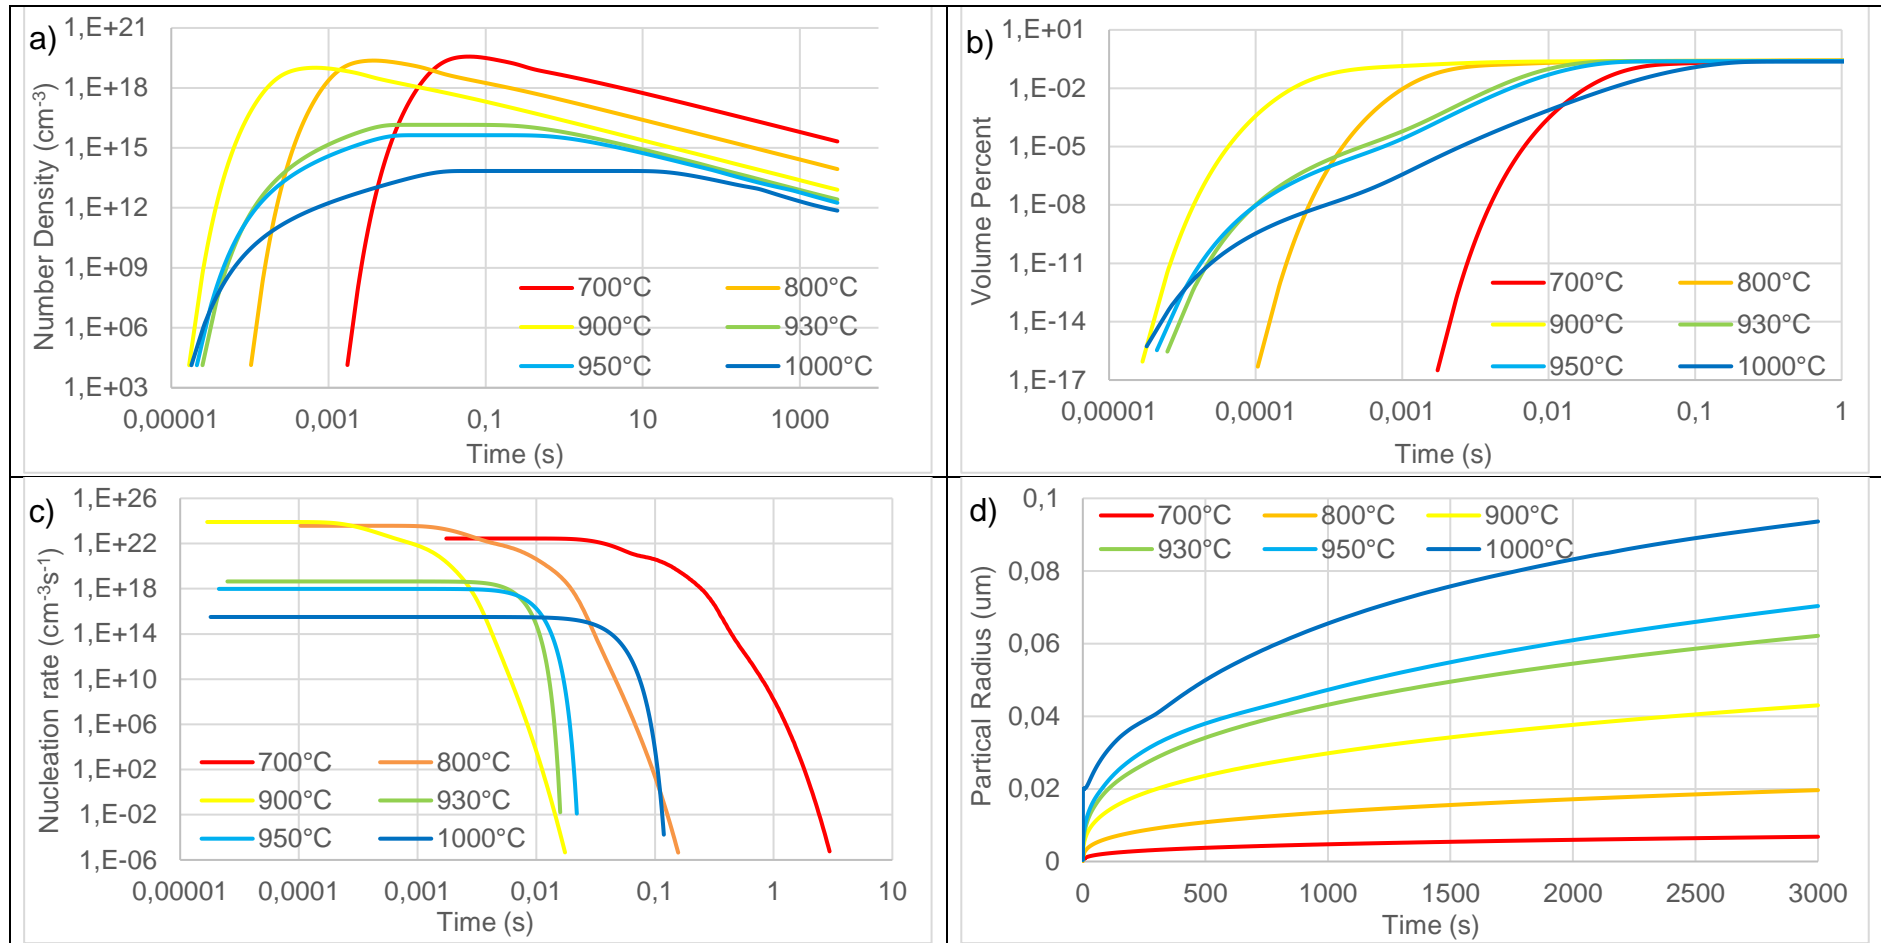 a)
Number Density (cm-3)
1,E+21
1,E+18
1,E+15
1,E+12
1,E+09
1,E+06
1,E+03
0,00001
0,001
0,1
10
1000
Time (s)
700°C
800°C
900°C
930°C
950°C
1000°C
b)
Volume Percent
1,E+01
1,E-02
1,E-05
1,E-08
1,E-11
1,E-14
1,E-17
0,00001
0,0001
0,001
0,01
0,1
1
Time (s)
700°C
800°C
900°C
930°C
950°C
1000°C
c)
Nucleation rate (cm-3s-1)
1,E+26
1,E+22
1,E+18
1,E+14
1,E+10
1,E+06
1,E+02
1,E-02
1,E-06
0,00001
0,0001
0,001
0,01
0,1
1
10
Time (s)
700°C
800°C
900°C
930°C
950°C
1000°C
d)
Partical Radius (um)
0,1
0,08
0,06
0,04
0,02
0
0
500
1000
1500
2000
2500
3000
Time (s)
700°C
800°C
900°C
930°C
950°C
1000°C